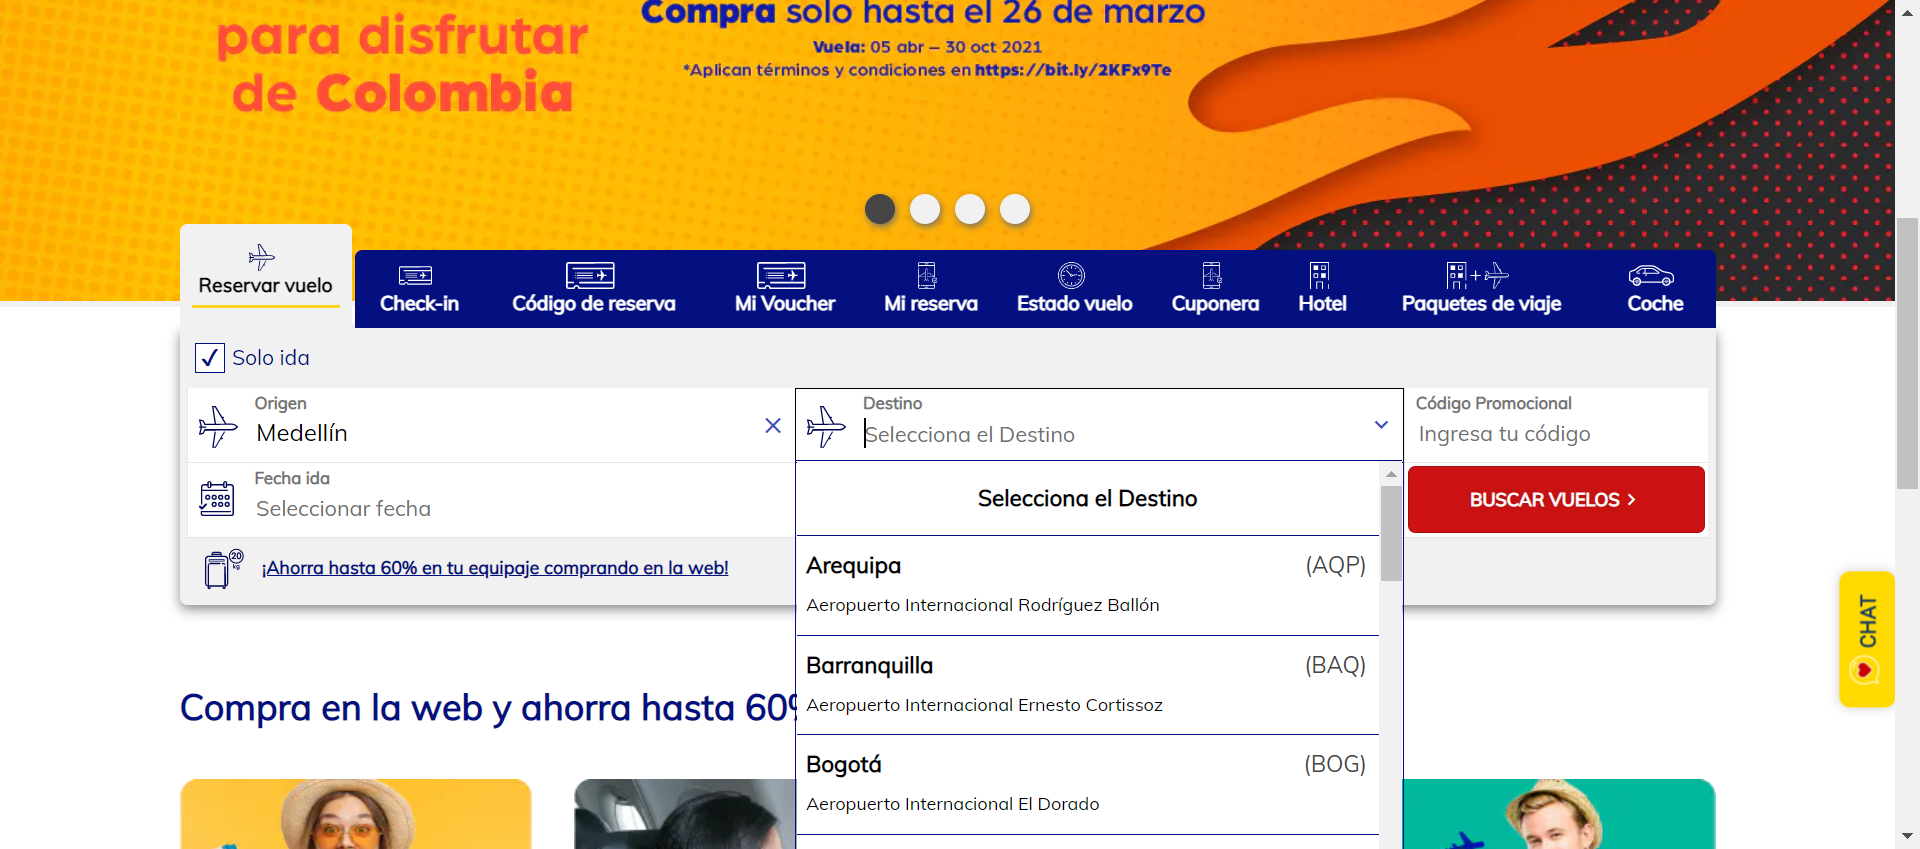 para disfrutar
de Colombia
Compra solo hasta el 26 de marzo
Vuela: 05 abr – 30 oct 2021
*Aplican términos y condiciones en https://bit.ly/2KFx9Te
Reservar vuelo
Check-in
Código de reserva
Mi Voucher
Mi reserva
Estado vuelo
Cuponera
Hotel
Paquetes de viaje
Coche
Solo ida
Origen
Medellín
Destino
Selecciona el Destino
Código Promocional
Ingresa tu código
Fecha ida
Seleccionar fecha
BUSCAR VUELOS
20
kg
¡Ahorra hasta 60% en tu equipaje comprando en la web!
Selecciona el Destino
Arequipa (AQP)
Aeropuerto Internacional Rodríguez Ballón
Barranquilla (BAQ)
Aeropuerto Internacional Ernesto Cortissoz
Bogotá (BOG)
Aeropuerto Internacional El Dorado
Compra en la web y ahorra hasta 60%
CHAT